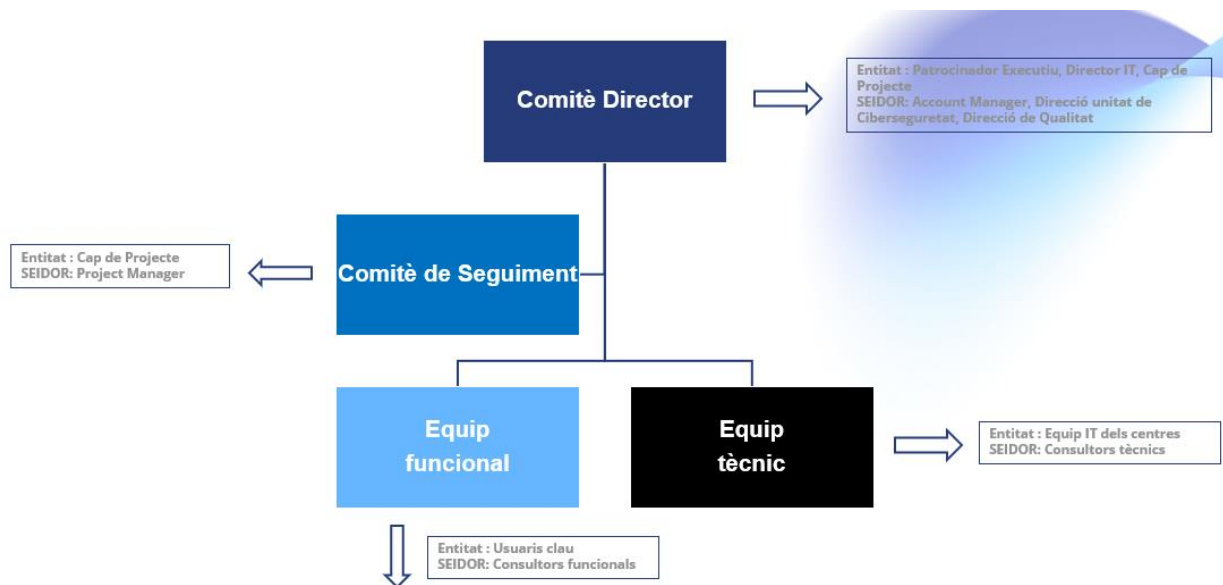 Comitè Director
Entitat : Patrocinador Executiu, Director IT, Cap de
Projecte
SEIDOR: Account Manager, Direcció unitat de
Ciberseguretat, Direcció de Qualitat
Entitat : Cap de Projecte
SEIDOR: Project Manager
Comitè de Seguiment
Equip
funcional
Equip
tècnic
Entitat : Equip IT dels centres
SEIDOR: Consultors tècnics
Entitat : Usuaris clau
SEIDOR: Consultors funcionals